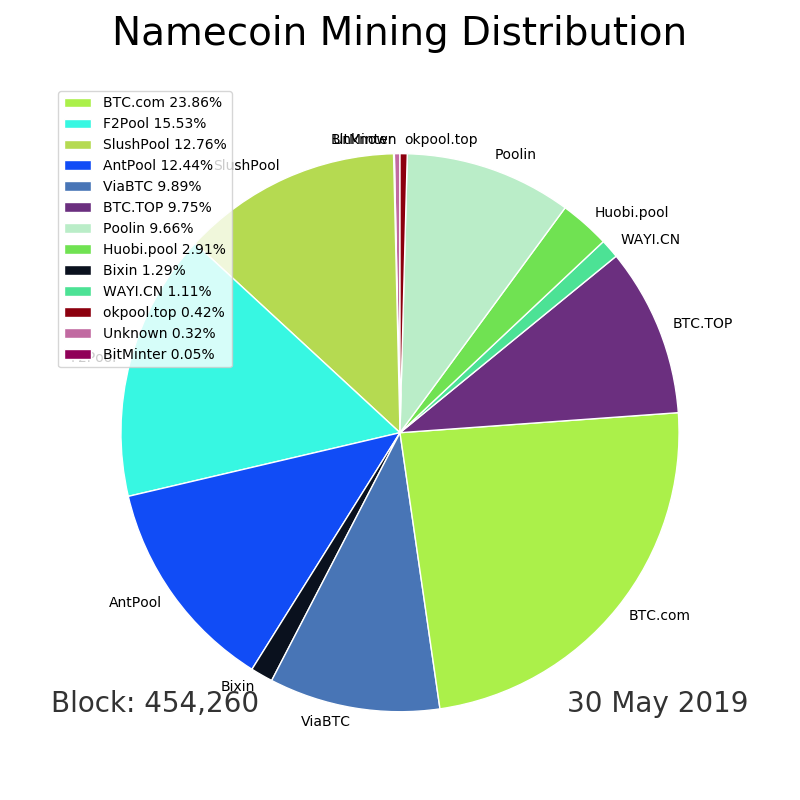 Namecoin Mining Distribution
BTC.com 23.86%
F2Pool 15.53%
SlushPool 12.76%
AntPool 12.44%
ViaBTC 9.89%
BTC.TOP 9.75%
Poolin 9.66%
Huobi.pool 2.91%
Bixin 1.29%
WAYI.CN 1.11%
okpool.top 0.42%
Unknown 0.32%
BitMinter 0.05%
BitMinter
Unknown
okpool.top
Poolin
Huobi.pool
WAYI.CN
BTC.TOP
BTC.com
ViaBTC
Bixin
AntPool
F2Pool
SlushPool
Block: 454,260
30 May 2019